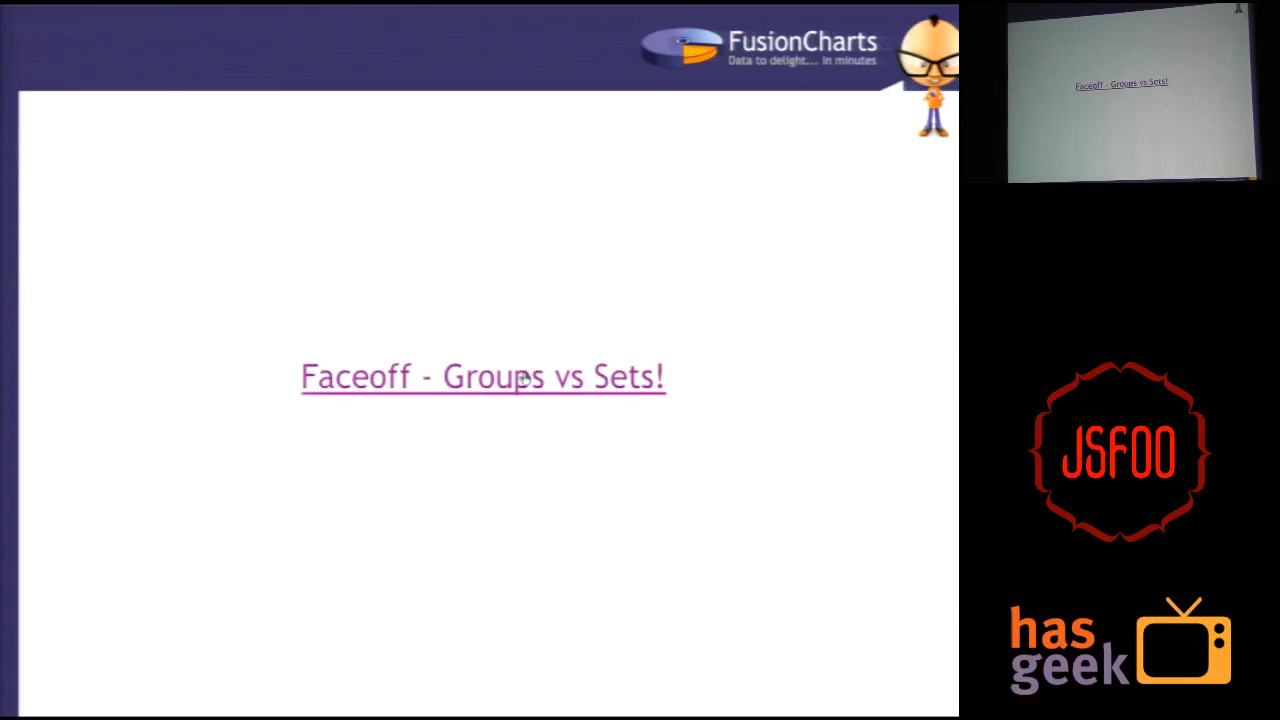 FusionCharts
Data to delight... in minutes
Faceoff - Groups vs Sets!
Faceoff - Groups vs Sets!
JSFOO
has
geek